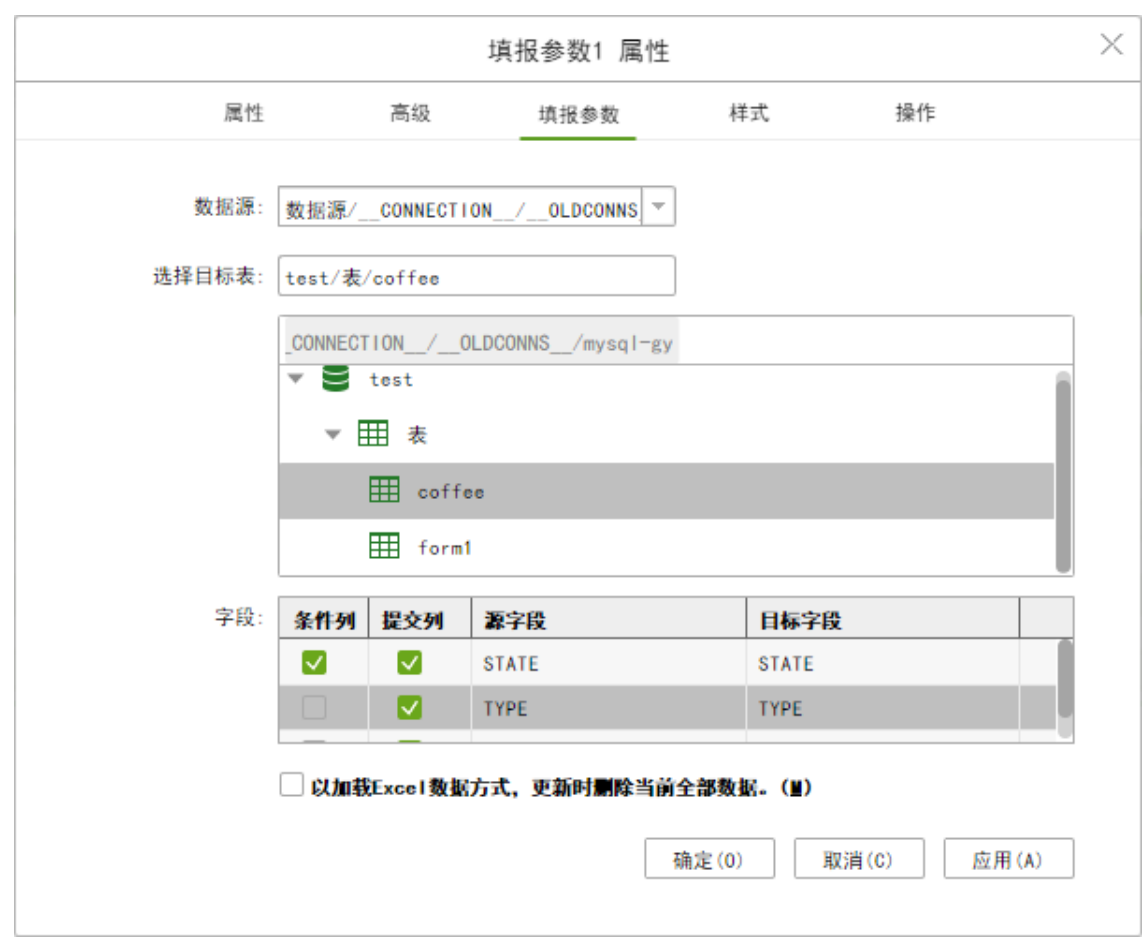 填报参数1 属性
属性 高级 填报参数 样式 操作
数据源: 数据源/__CONNECTION__/__OLDCONNS
选择目标表: test/表/coffee
_CONNECTION__/__OLDCONNS__/mysql-gy
test
表
coffee
form1
字段: 条件列 提交列 源字段 目标字段
STATE STATE
TYPE TYPE
以加载Excel数据方式，更新时删除当前全部数据。(M)
确定(O) 取消(C) 应用(A)